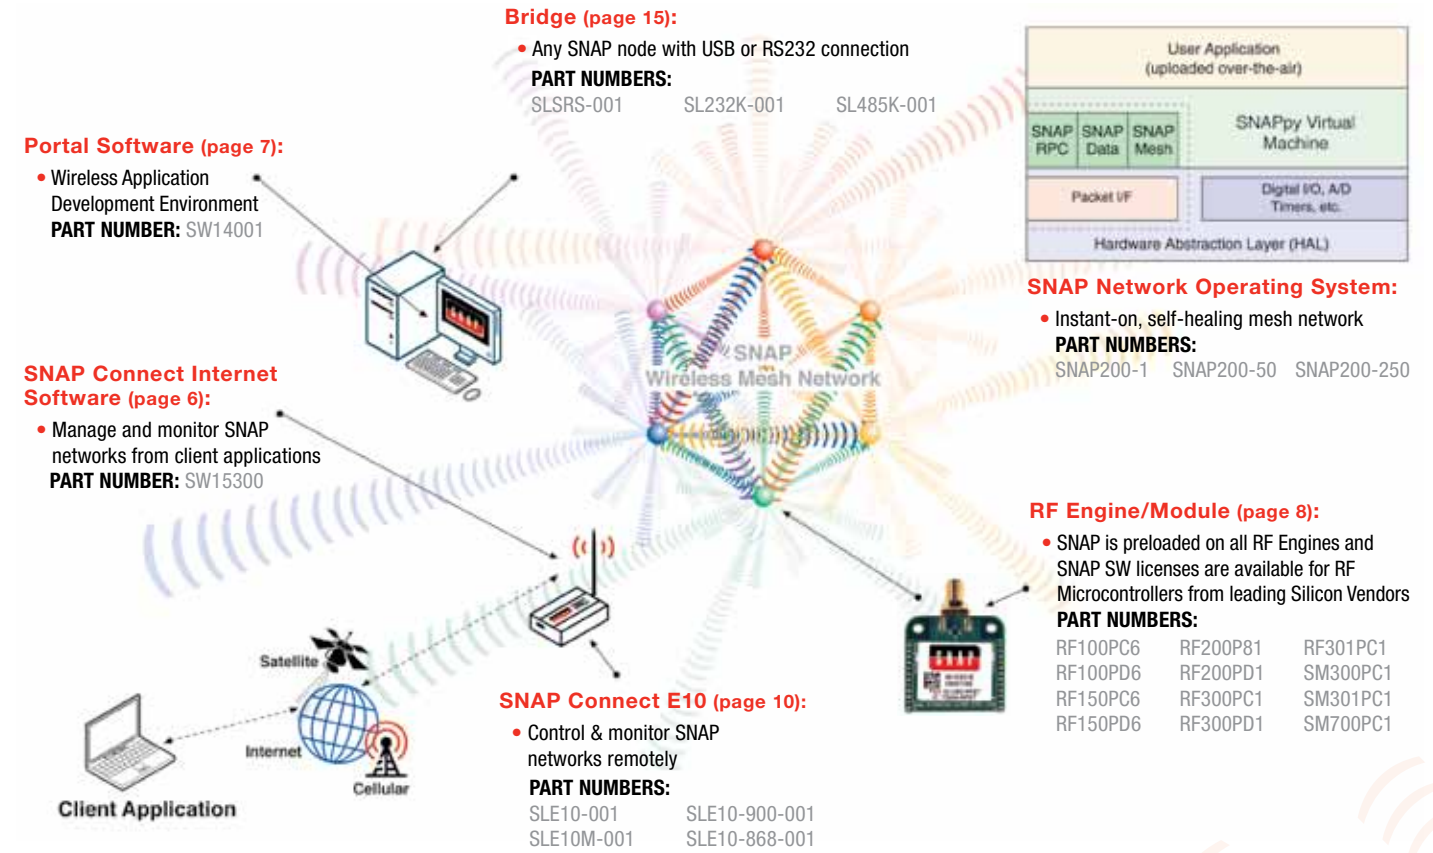 Bridge (page 15):
• Any SNAP node with USB or RS232 connection
PART NUMBERS:
SLSRS-001 SL232K-001 SL485K-001
Portal Software (page 7):
• Wireless Application
Development Environment
PART NUMBER: SW14001
SNAP Connect Internet
Software (page 6):
• Manage and monitor SNAP
networks from client applications
PART NUMBER: SW15300
SNAP
Wireless Mesh Network
User Application
(uploaded over-the-air)
SNAP RPC
SNAP Data
SNAP Mesh
SNAPpy Virtual
Machine
Packet I/F
Digital I/O, A/D
Timers, etc.
Hardware Abstraction Layer (HAL)
SNAP Network Operating System:
• Instant-on, self-healing mesh network
PART NUMBERS:
SNAP200-1 SNAP200-50 SNAP200-250
RF Engine/Module (page 8):
• SNAP is preloaded on all RF Engines and
SNAP SW licenses are available for RF
Microcontrollers from leading Silicon Vendors
PART NUMBERS:
RF100PC6 RF200P81 RF301PC1
RF100PD6 RF200PD1 SM300PC1
RF150PC6 RF300PC1 SM301PC1
RF150PD6 RF300PD1 SM700PC1
Satellite
Internet
Cellular
Client Application
SNAP Connect E10 (page 10):
• Control & monitor SNAP
networks remotely
PART NUMBERS:
SLE10-001 SLE10-900-001
SLE10M-001 SLE10-868-001